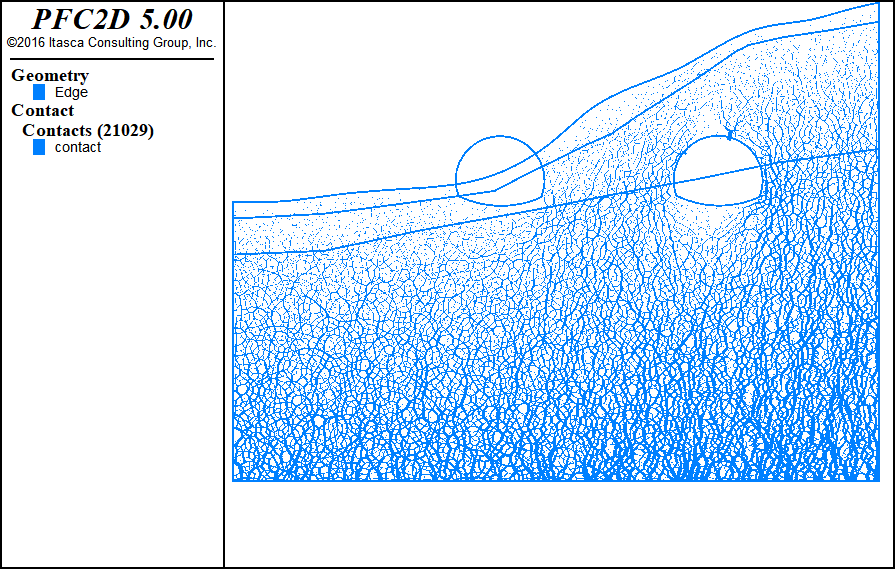 PFC2D 5.00
©2016 Itasca Consulting Group, Inc.
Geometry
Edge
Contact
Contacts (21029)
contact